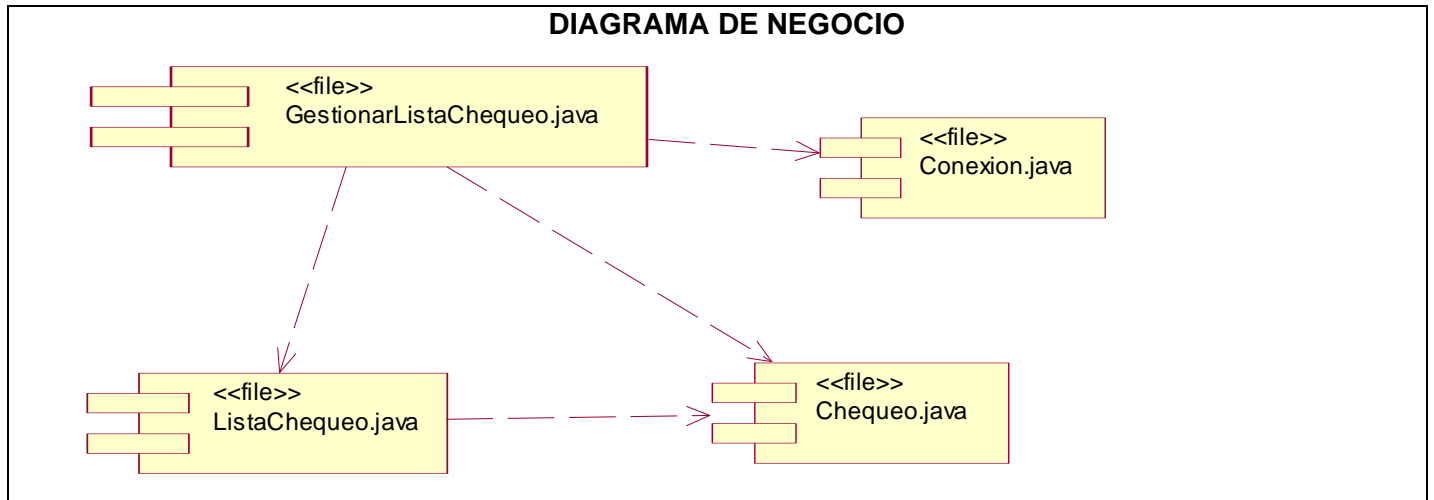 DIAGRAMA DE NEGOCIO
<<file>>
GestionarListaChequeo.java
<<file>>
Conexion.java
<<file>>
ListaChequeo.java
<<file>>
Chequeo.java